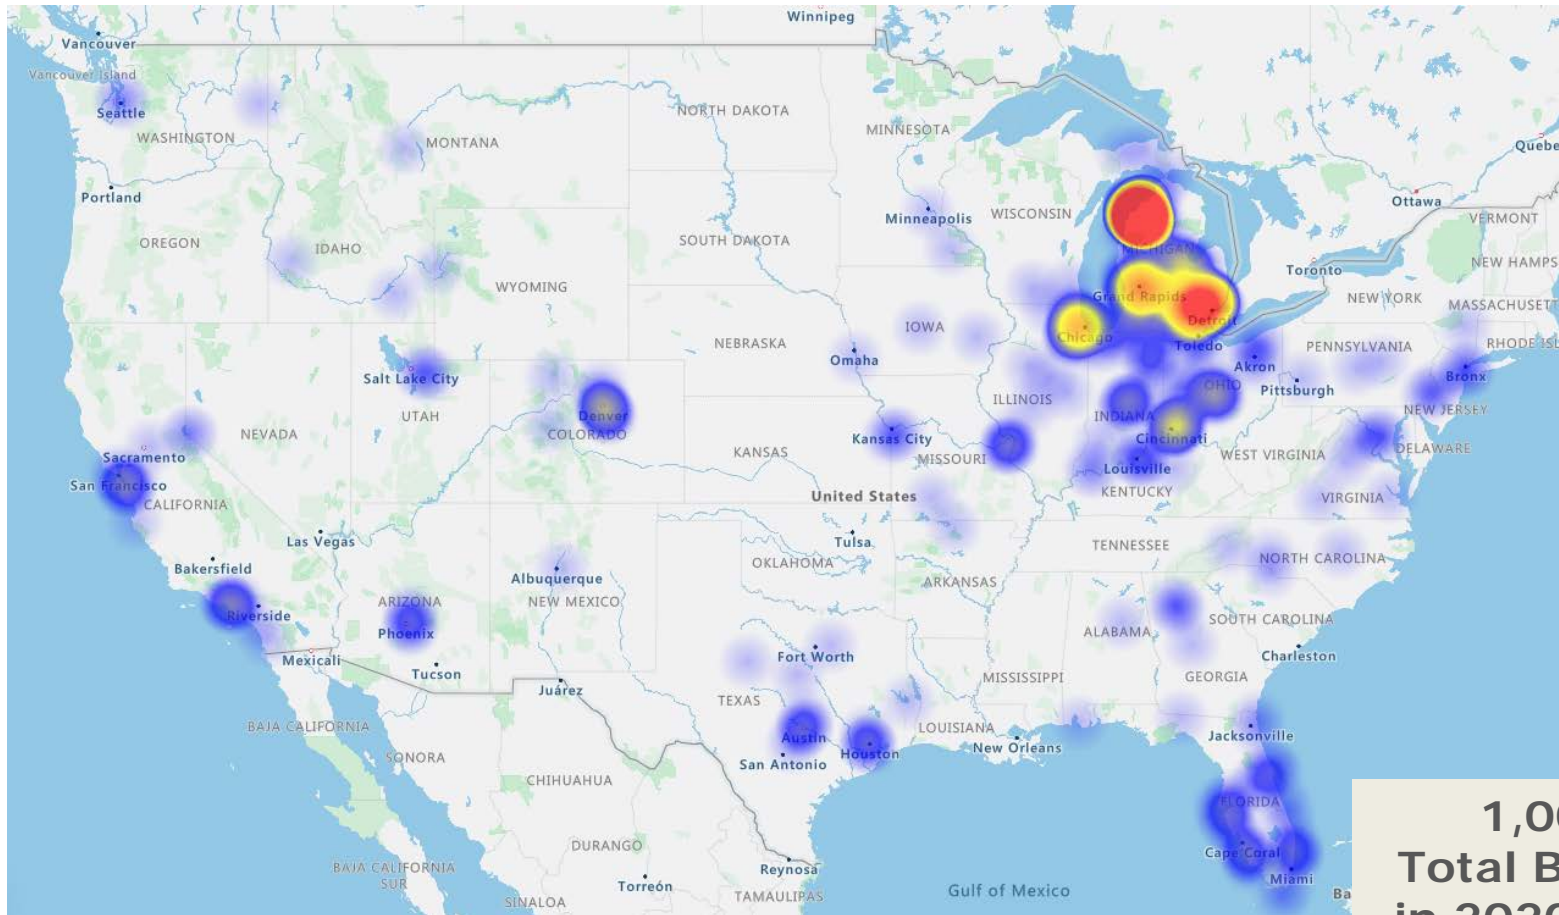 Winnipeg
Vancouver
Vancouver Island
Seattle
WASHINGTON
MONTANA
NORTH DAKOTA
MINNESOTA
Portland
Ottawa
OREGON
IDAHO
SOUTH DAKOTA
Minneapolis
WISCONSIN
MICHIGAN
VERMONT
Toronto
WYOMING
Grand Rapids
NEW YORK
Detroit
IOWA
NEBRASKA
Chicago
Toledo
PENNSYLVANIA
Omaha
Akron
Salt Lake City
Pittsburgh
Bronx
OHIO
UTAH
Denver
ILLINOIS
INDIANA
NEW JERSEY
NEVADA
COLORADO
Kansas City
Cincinnati
Sacramento
KANSAS
MISSOURI
WEST VIRGINIA
DELAWARE
San Francisco
Louisville
CALIFORNIA
United States
KENTUCKY
VIRGINIA
Las Vegas
Tulsa
TENNESSEE
Bakersfield
OKLAHOMA
NORTH CAROLINA
Albuquerque
ARKANSAS
ARIZONA
NEW MEXICO
Riverside
Phoenix
ALABAMA
SOUTH CAROLINA
Mexicali
Fort Worth
Charleston
Tucson
MISSISSIPPI
GEORGIA
Juárez
TEXAS
BAJA CALIFORNIA
LOUISIANA
Jacksonville
Austin
New Orleans
SONORA
Houston
San Antonio
CHIHUAHUA
FLORIDA
1,0
DURANGO
Cape Coral
BAJA CALIFORNIA
SUR
Reynosa
Miami
Total B
Torreón
Gulf of Mexico
SINALOA
TAMAULIPAS
in